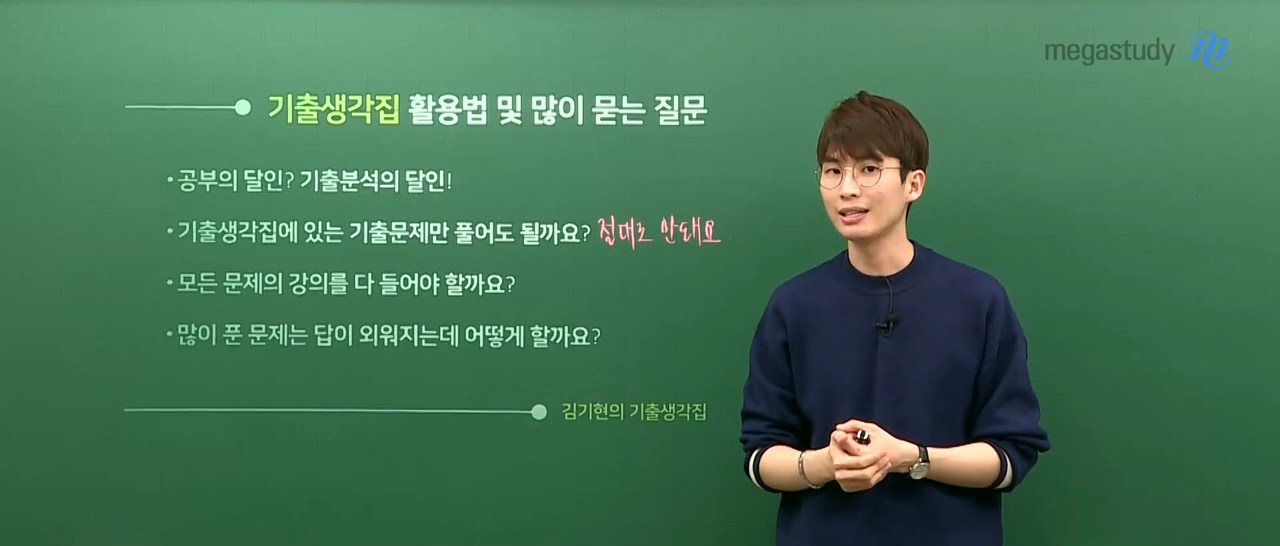 megastudy
기출생각집 활용법 및 많이 묻는 질문
• 공부의 달인? 기출분석의 달인!
• 기출생각집에 있는 기출문제만 풀어도 될까요? 절대로 안돼요
• 모든 문제의 강의를 다 들어야 할까요?
• 많이 푼 문제는 답이 외워지는데 어떻게 할까요?
김기현의 기출생각집